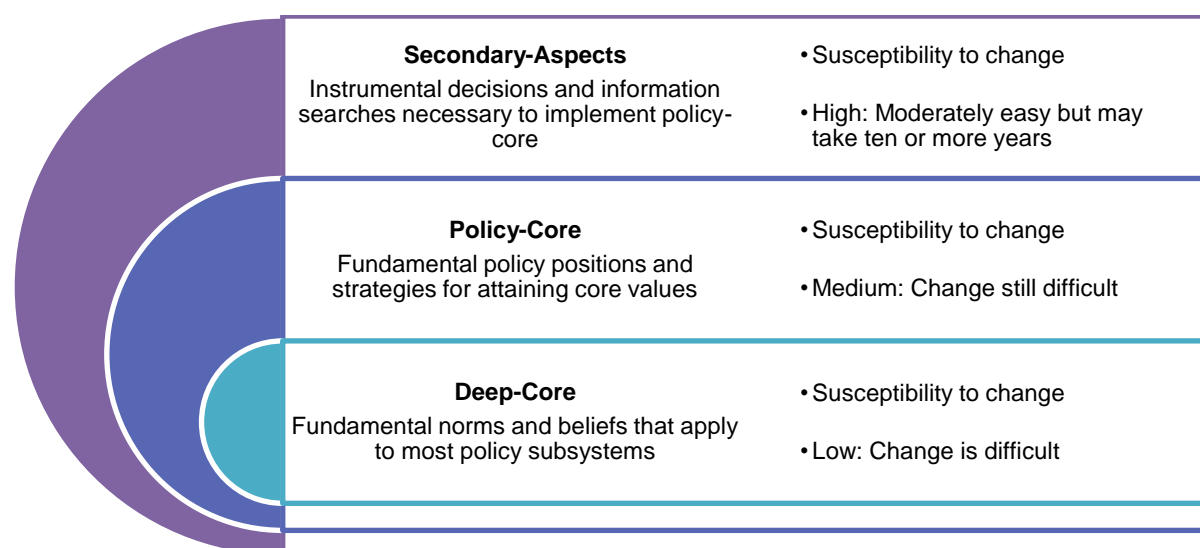 Secondary-Aspects
Instrumental decisions and information
searches necessary to implement policy-
core
• Susceptibility to change
• High: Moderately easy but may
take ten or more years
Policy-Core
Fundamental policy positions and
strategies for attaining core values
• Susceptibility to change
• Medium: Change still difficult
Deep-Core
Fundamental norms and beliefs that apply
to most policy subsystems
• Susceptibility to change
• Low: Change is difficult